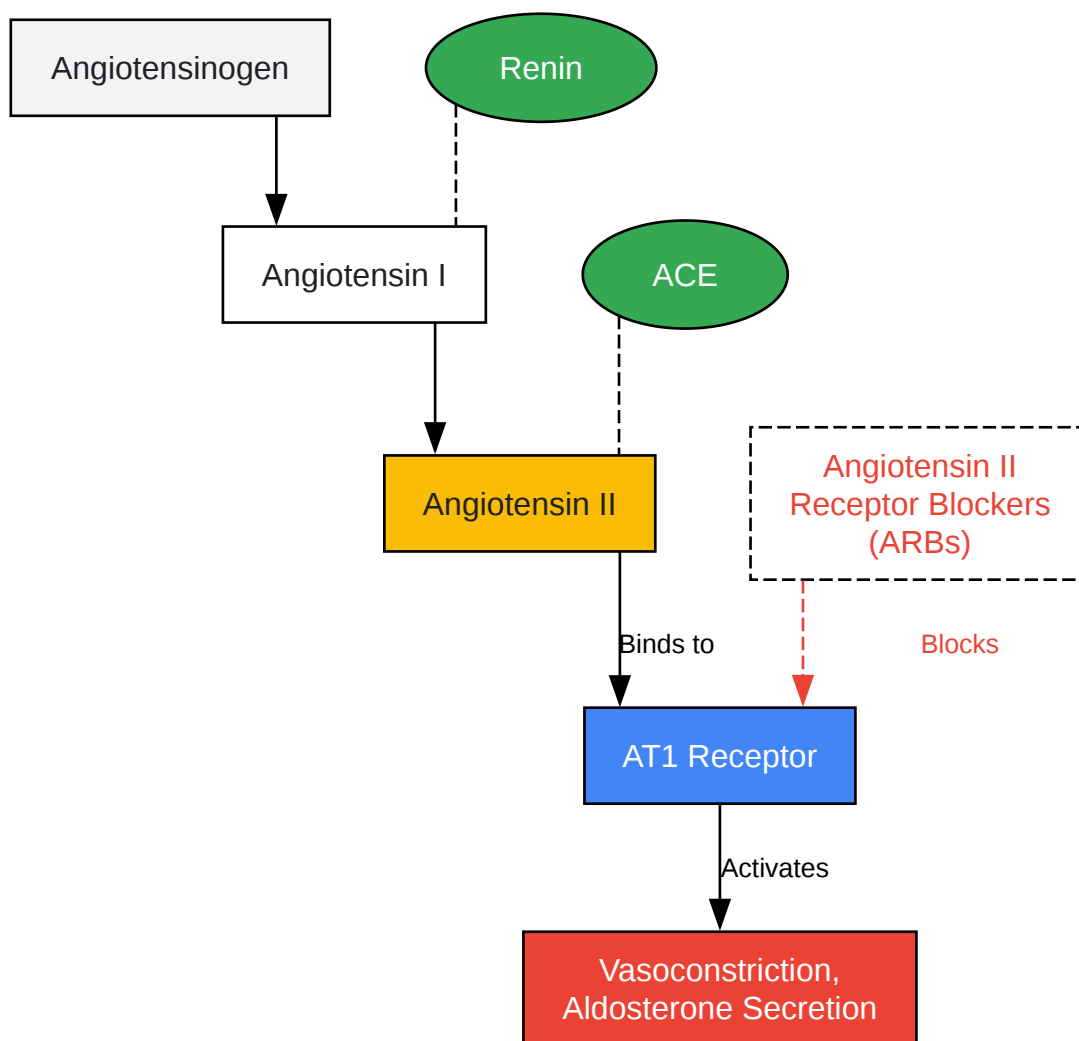 Angiotensinogen
Renin
Angiotensin I
ACE
Angiotensin II
Receptor Blockers
(ARBs)
Angiotensin II
Binds to
Blocks
AT1 Receptor
Activates
Vasoconstriction,
Aldosterone Secretion